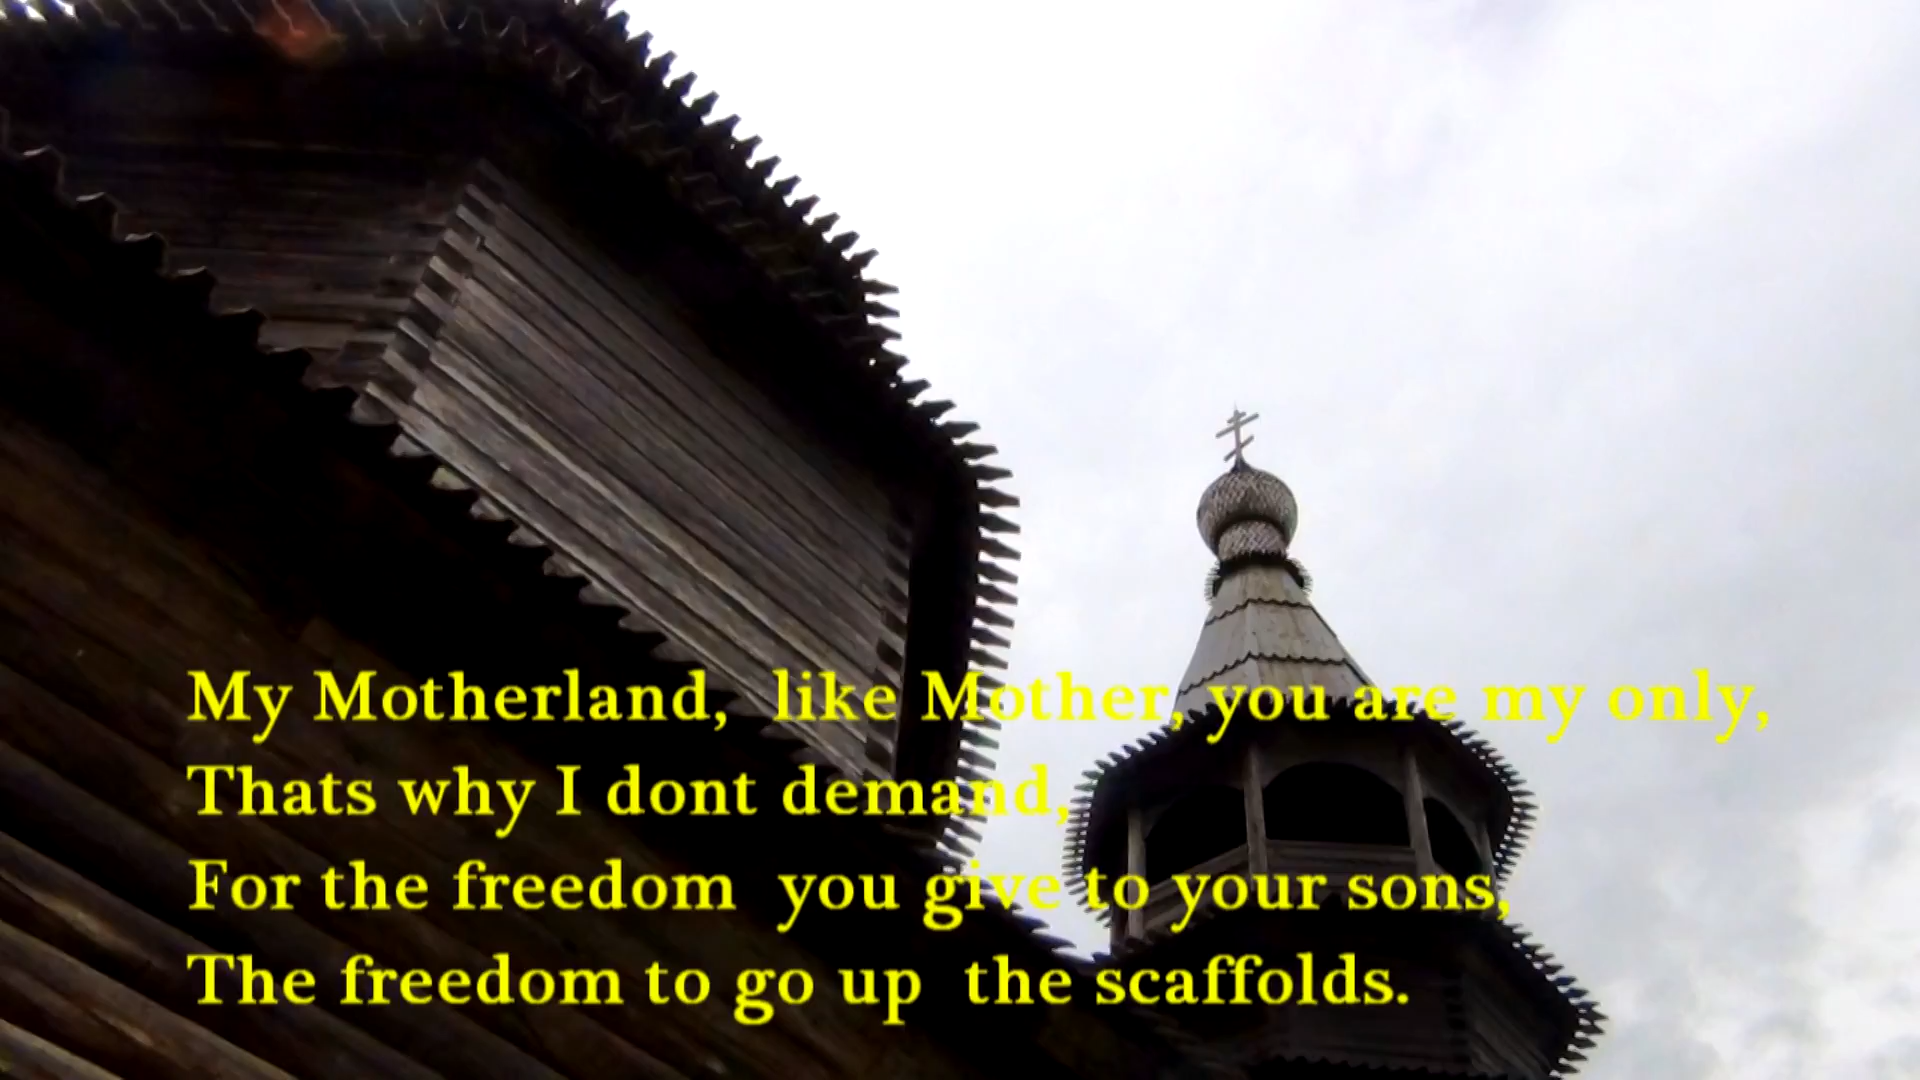 My Motherland,  like Mother, you are my only,
Thats why I dont demand,
For the freedom  you give to your sons,
The freedom to go up  the scaffolds.